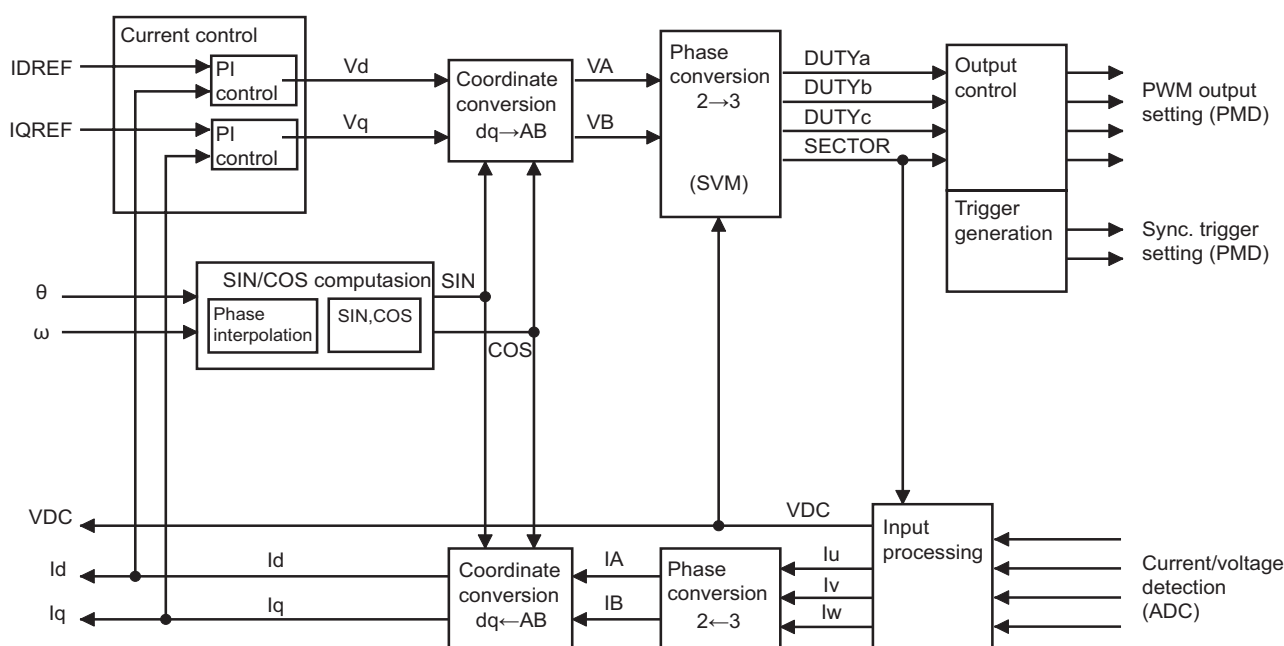 Current control
IDREF
PI
control
Vd
IQREF
PI
control
Vq
Coordinate
conversion
dq→AB
VA
VB
Phase
conversion
2→3
(SVM)
DUTYa
DUTYb
DUTYc
SECTOR
Output
control
PWM output
setting (PMD)
Trigger
generation
Sync. trigger
setting (PMD)
θ
ω
SIN/COS computasion
Phase
interpolation
SIN,COS
SIN
COS
VDC
VDC
Input
processing
Current/voltage
detection
(ADC)
Id
Id
Iq
Iq
Coordinate
conversion
dq←AB
IA
IB
Phase
conversion
2←3
Iu
Iv
Iw